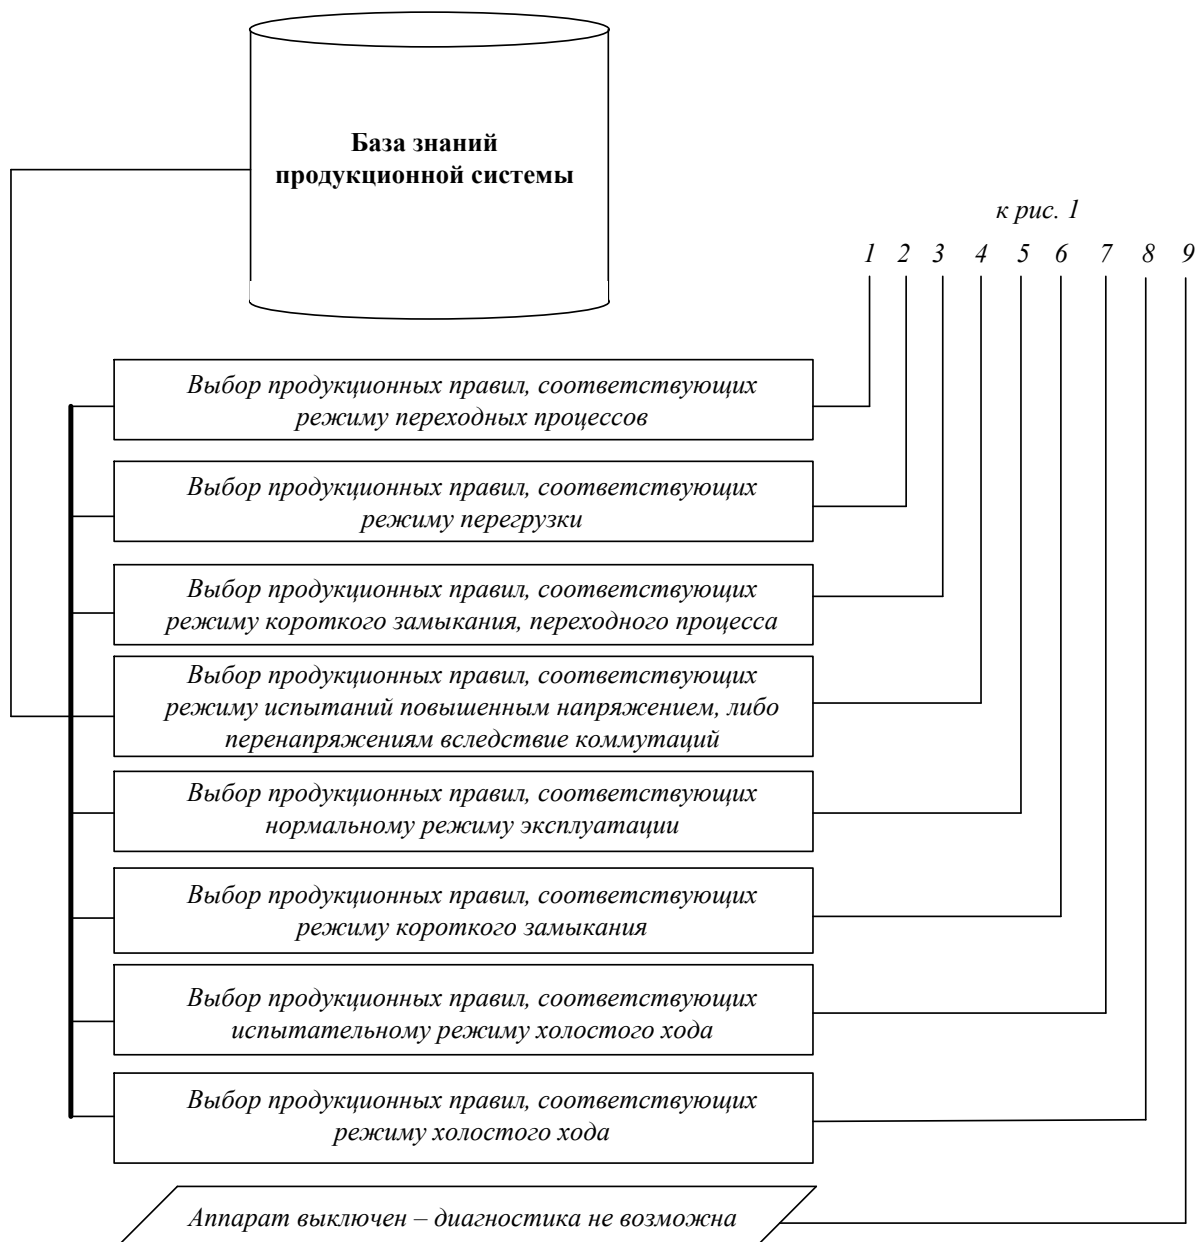 База знаний
продукционной системы
к рис. 1
1 2 3 4 5 6 7 8 9
Выбор продукционных правил, соответствующих
режиму переходных процессов
Выбор продукционных правил, соответствующих
режиму перегрузки
Выбор продукционных правил, соответствующих
режиму короткого замыкания, переходного процесса
Выбор продукционных правил, соответствующих
режиму испытаний повышенным напряжением, либо
перенапряжениям вследствие коммутаций
Выбор продукционных правил, соответствующих
нормальному режиму эксплуатации
Выбор продукционных правил, соответствующих
режиму короткого замыкания
Выбор продукционных правил, соответствующих
испытательному режиму холостого хода
Выбор продукционных правил, соответствующих
режиму холостого хода
Аппарат выключен – диагностика не возможна